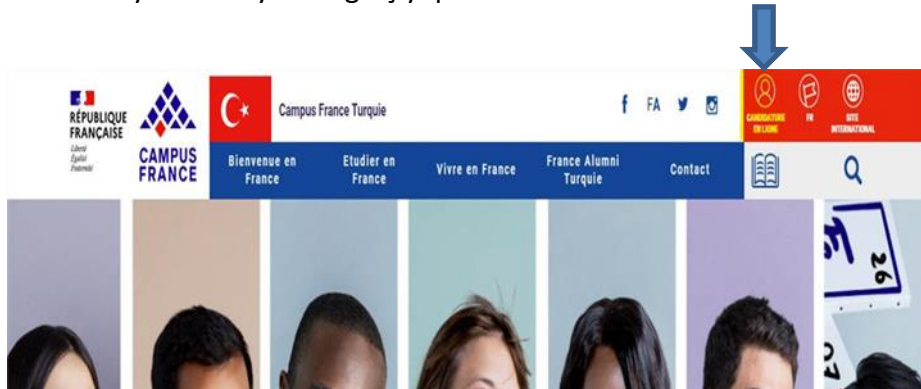 RÉPUBLIQUE
FRANÇAISE
Liberté
Égalité
Fraternité
CAMPUS
FRANCE
Campus France Turquie
f FA
CANDIDATURE
EN LIGNE
FR
SITE
INTERNATIONAL
Bienvenue en
France
Etudier en
France
Vivre en France
France Alumni
Turquie
Contact
26